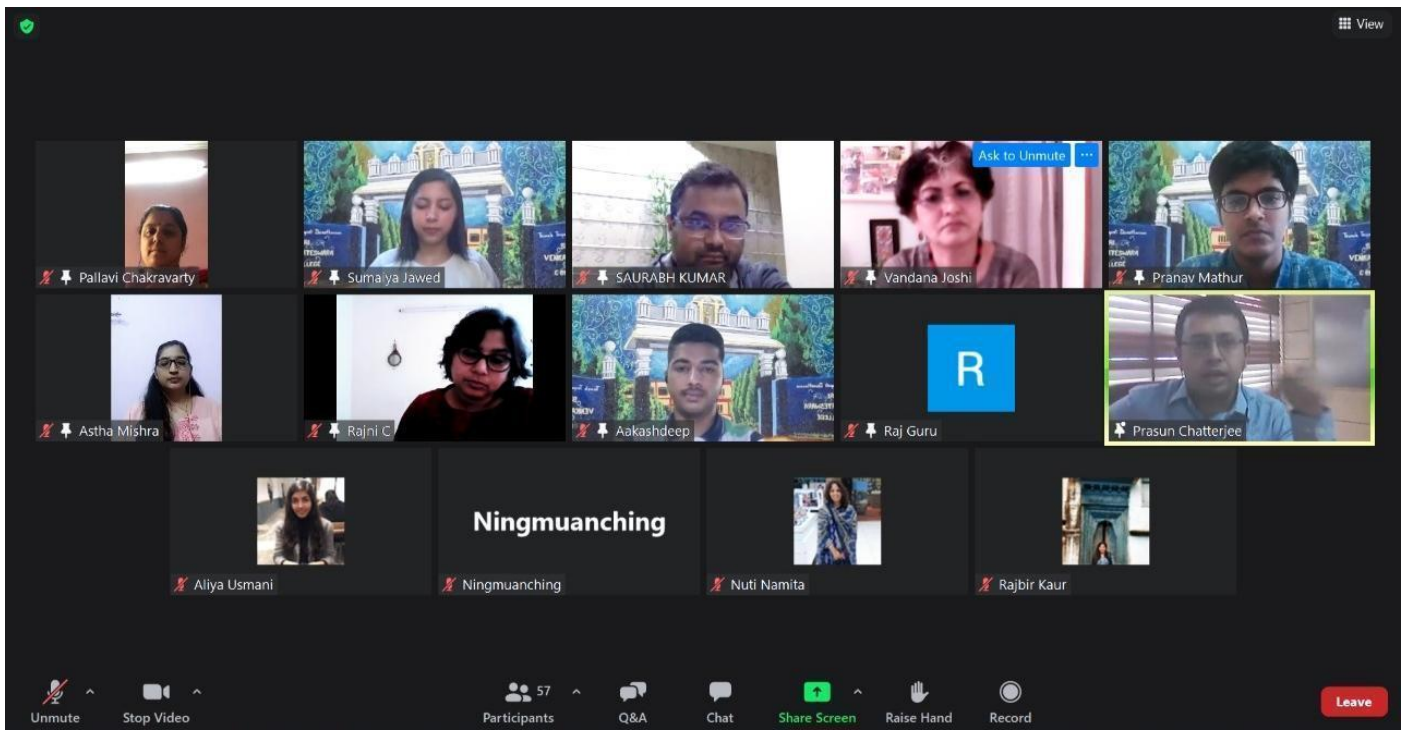 View
Ask to Unmute ...
Pallavi Chakravarty
Sumaiya Jawed
SAURABH KUMAR
Vandana Joshi
Pranav Mathur
Astha Mishra
Rajni C
Aakashdeep
R
Raj Guru
Prasun Chatterjee
Aliya Usmani
Ningmuanching
Ningmuanching
Nuti Namita
Rajbir Kaur
Unmute
Stop Video
57
Participants
Q&A
Chat
Share Screen
Raise Hand
Record
Leave